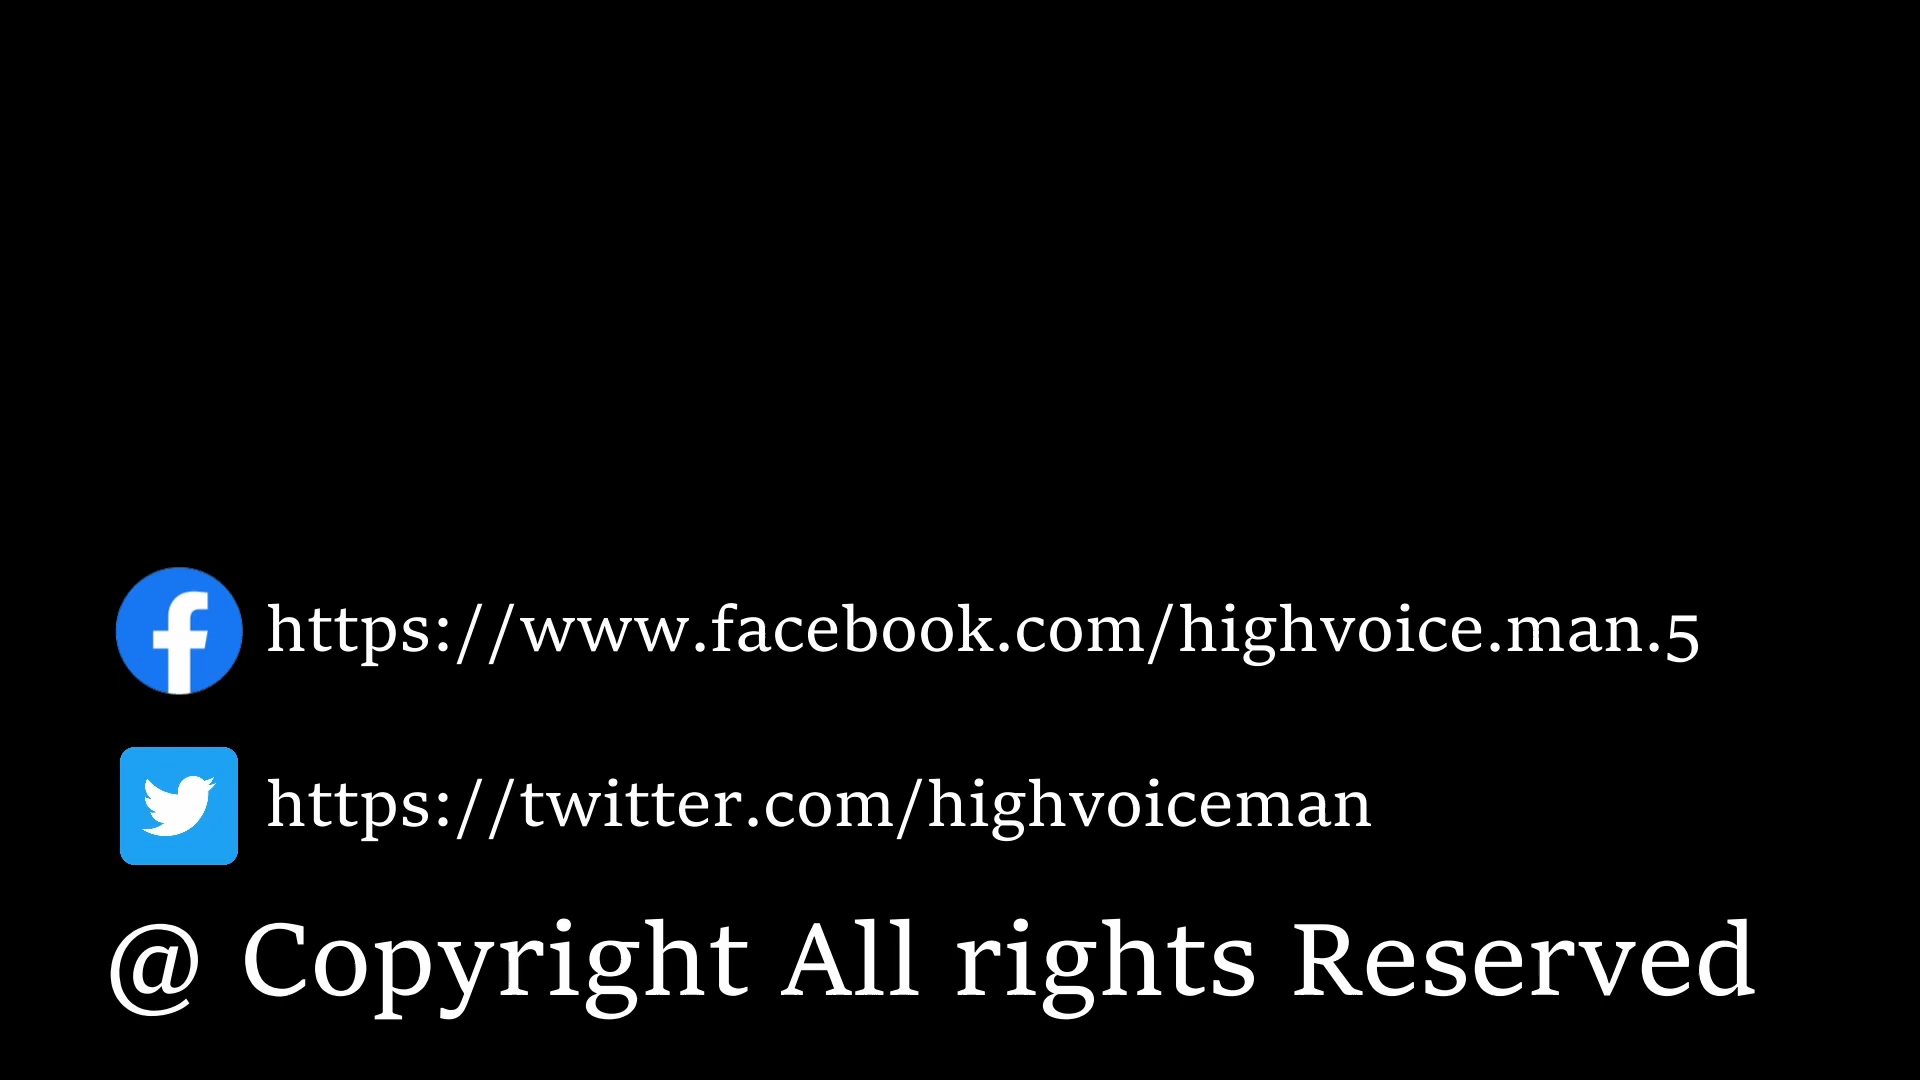 https://www.facebook.com/highvoice.man.5
https://twitter.com/highvoiceman
@ Copyright All rights Reserved